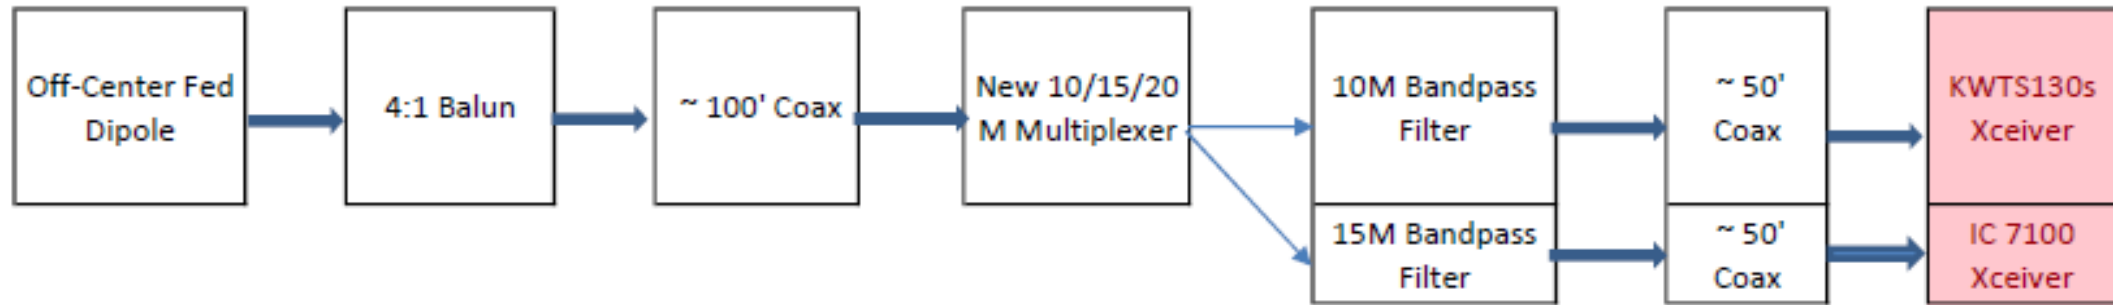 Off-Center Fed
Dipole
4:1 Balun
~ 100' Coax
New 10/15/20
M Multiplexer
10M Bandpass
Filter
~ 50'
Coax
KWTS130s
Xceiver
15M Bandpass
Filter
~ 50'
Coax
IC 7100
Xceiver